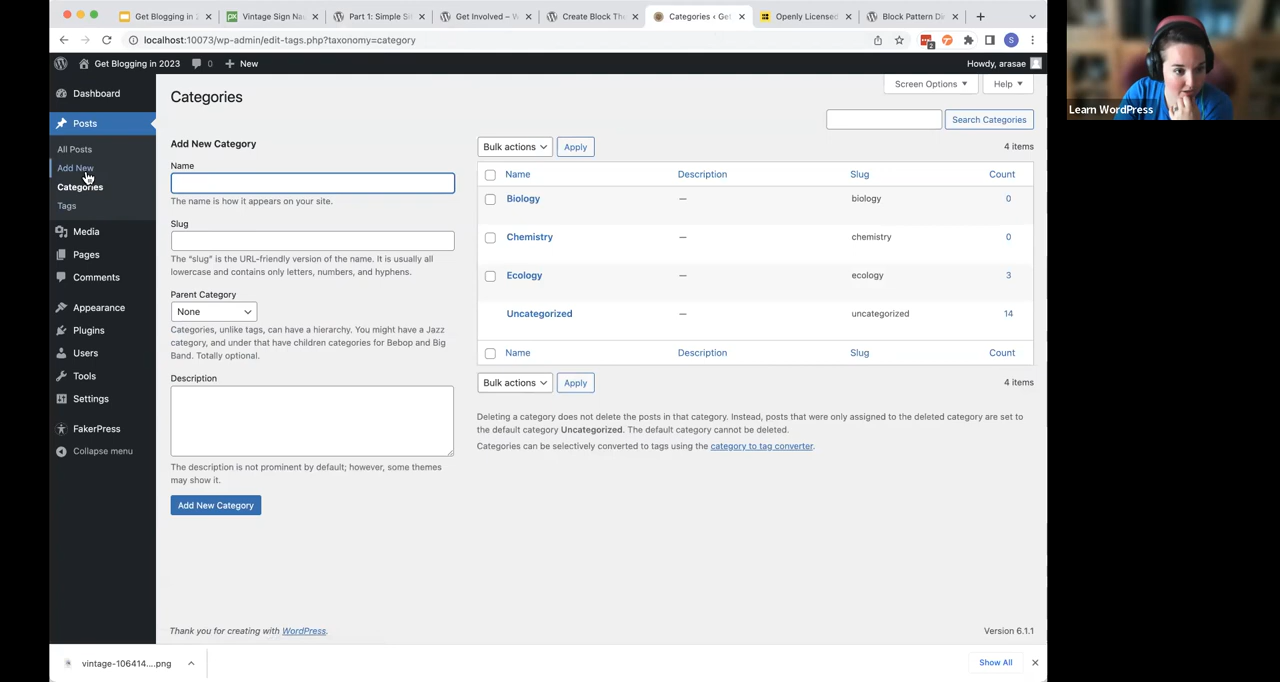 Get Blogging in 2
Vintage Sign Nau
Part 1: Simple Si
Get Involved – W
Create Block The
Categories ‹ Ge
Openly Licensed
Block Pattern Di
localhost:10073/wp-admin/edit-tags.php?taxonomy=category
2
S
Get Blogging in 2023
0
New
Howdy, arasae
Dashboard
Posts
All Posts
Add New
Categories
Tags
Media
Pages
Comments
Appearance
Plugins
Users
Tools
Settings
FakerPress
Collapse menu
Categories
Screen Options
Help
Search Categories
Add New Category
Name
The name is how it appears on your site.
Slug
The “slug” is the URL-friendly version of the name. It is usually all
lowercase and contains only letters, numbers, and hyphens.
Parent Category
None
Categories, unlike tags, can have a hierarchy. You might have a Jazz
category, and under that have children categories for Bebop and Big
Band. Totally optional.
Description
The description is not prominent by default; however, some themes
may show it.
Add New Category
Bulk actions Apply 4 items
Name Description Slug Count
Biology — biology 0
Chemistry — chemistry 0
Ecology — ecology 3
Uncategorized — uncategorized 14
Name Description Slug Count
Bulk actions Apply 4 items
Deleting a category does not delete the posts in that category. Instead, posts that were only assigned to the deleted category are set to
the default category Uncategorized. The default category cannot be deleted.
Categories can be selectively converted to tags using the category to tag converter.
Thank you for creating with WordPress.
Version 6.1.1
vintage-106414....png
Show All
Learn WordPress